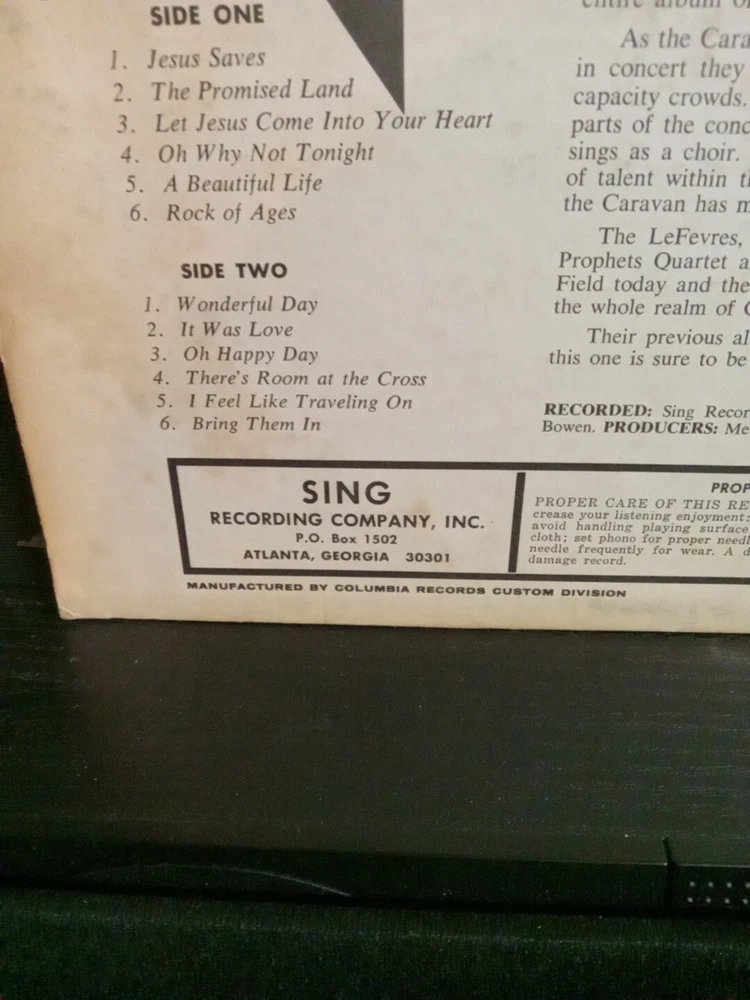 SIDE ONE
1. Jesus Saves
2. The Promised Land
3. Let Jesus Come Into Your Heart
4. Oh Why Not Tonight
5. A Beautiful Life
6. Rock of Ages
SIDE TWO
1. Wonderful Day
2. It Was Love
3. Oh Happy Day
4. There's Room at the Cross
5. I Feel Like Traveling On
6. Bring Them In
entire album
As the Cara
in concert they
capacity crowds.
parts of the conc
sings as a choir.
of talent within t
the Caravan has m
The LeFevres,
Prophets Quartet a
Field today and the
the whole realm of
Their previous al
this one is sure to be
RECORDED: Sing Recor
Bowen. PRODUCERS: Me
SING
RECORDING COMPANY, INC.
P.O. Box 1502
ATLANTA, GEORGIA 30301
PROP
PROPER CARE OF THIS RE
crease your listening enjoyment;
avoid handling playing surface
cloth; set phono for proper needl
needle frequently for wear. A d
damage record.
MANUFACTURED BY COLUMBIA RECORDS CUSTOM DIVISION